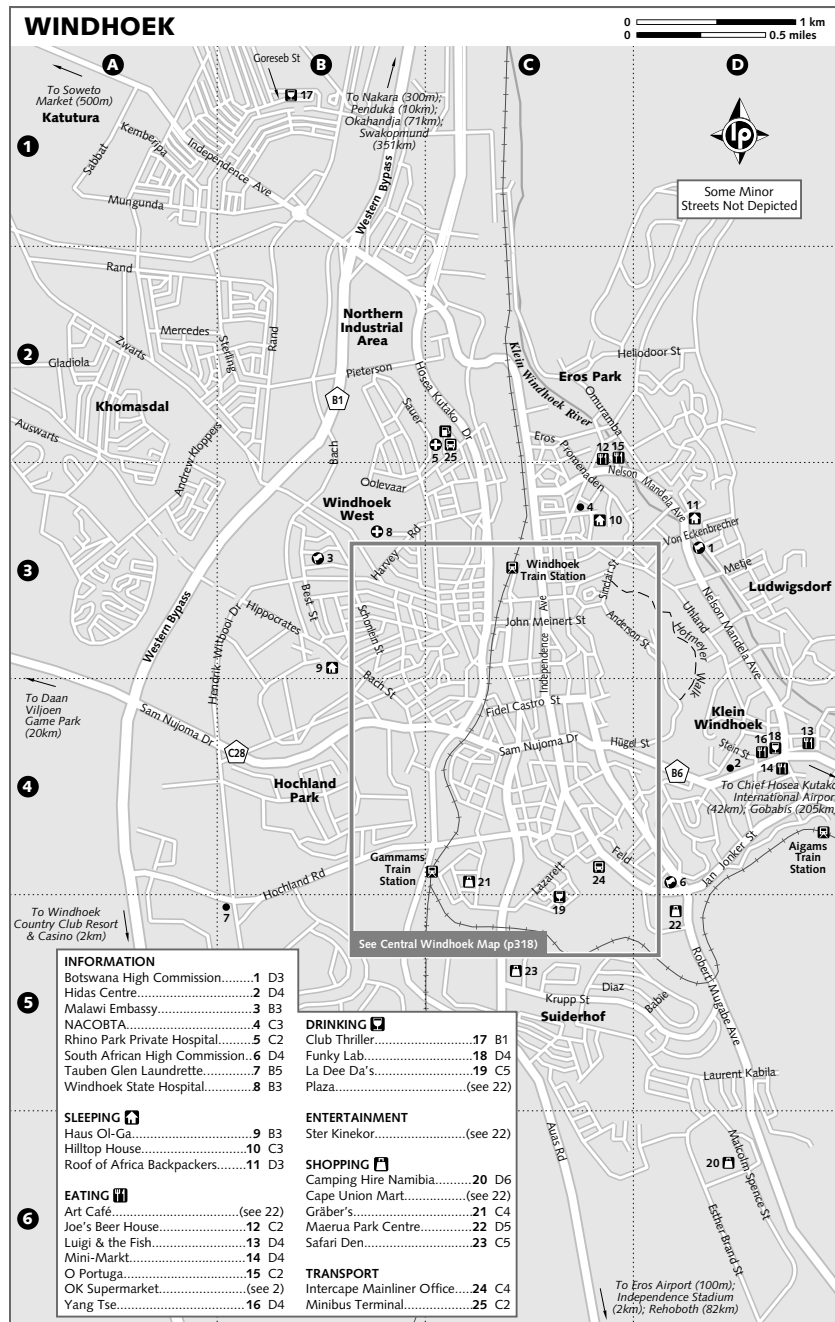 WINDHOEK
0 1 km
0 0.5 miles
A
B
C
D
1
2
3
4
5
6
lp
Some Minor
Streets Not Depicted
To Soweto
Market (500m)
Katutura
Goreseb St
17
To Nakara (300m);
Penduka (10km);
Okahandja (71km);
Swakopmund
(351km)
Sabbat
Kemberipa
Independence Ave
Mungunda
Western Bypass
Rand
Northern
Industrial
Area
Mercedes
Sterling
Rand
Zwarts
Gladiola
Khomasdal
Auswarts
Andrew Kloppers
Pieterson
B1
Bach
Hosea Kutako Dr
Sauer
5
25
Klein Windhoek River
Heliodoor St
Eros Park
Omuramba
Eros
Promenaden
12
15
Nelson Mandela Ave
Oolevaar
Windhoek
West
8
4
10
11
Von Eckenbrecher
1
Metje
3
Harvey Rd
Windhoek
Train Station
Sinclair St
Ludwigsdorf
Best St
Schonlein St
Hippocrates
Western Bypass
Hendrik Witbooi Dr
John Meinert St
Independence Ave
Anderson St
Uhland
Hofmeyer Walk
Nelson Mandela Ave
9
Bach St
To Daan
Viljoen
Game Park
(20km)
Sam Nujoma Dr
C28
Fidel Castro St
Sam Nujoma Dr
Hügel St
B6
Klein
Windhoek
Stein St
16
18
13
2
14
Hochland
Park
To Chief Hosea Kutako
International Airport
(42km); Gobabis (205km)
Gammams
Train
Station
Hochland Rd
21
Lazarett
Feld
24
19
Jan Jonker St
Aigams
Train
Station
6
22
7
To Windhoek
Country Club Resort
& Casino (2km)
See Central Windhoek Map (p318)
23
Krupp St
Diaz
Babie
Suiderhof
Robert Mugabe Ave
Laurent Kabila
Auas Rd
20
Malcolm Spence St
Esther Brand St
To Eros Airport (100m);
Independence Stadium
(2km); Rehoboth (82km)
INFORMATION
Botswana High Commission.........1 D3
Hidas Centre.........2 D4
Malawi Embassy.........3 B3
NACOBTA.........4 C3
Rhino Park Private Hospital.........5 C2
South African High Commission..6 D4
Tauben Glen Laundrette.........7 B5
Windhoek State Hospital.........8 B3
SLEEPING
Haus Ol-Ga.........9 B3
Hilltop House.........10 C3
Roof of Africa Backpackers........11 D3
EATING
Art Café.........(see 22)
Joe's Beer House.........12 C2
Luigi & the Fish.........13 D4
Mini-Markt.........14 D4
O Portuga.........15 C2
OK Supermarket.........(see 2)
Yang Tse.........16 D4
DRINKING
Club Thriller.........17 B1
Funky Lab.........18 D4
La Dee Da's.........19 C5
Plaza.........(see 22)
ENTERTAINMENT
Ster Kinekor.........(see 22)
SHOPPING
Camping Hire Namibia.........20 D6
Cape Union Mart.........(see 22)
Gräber's.........21 C4
Maerua Park Centre.........22 D5
Safari Den.........23 C5
TRANSPORT
Intercape Mainliner Office....24 C4
Minibus Terminal.........25 C2